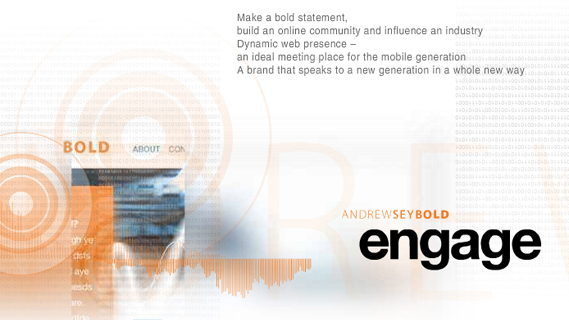 Make a bold statement,
build an online community and influence an industry
Dynamic web presence –
an ideal meeting place for the mobile generation
A brand that speaks to a new generation in a whole new way
BOLD
ABOUT CON
ANDREWSEYBOLD
engage